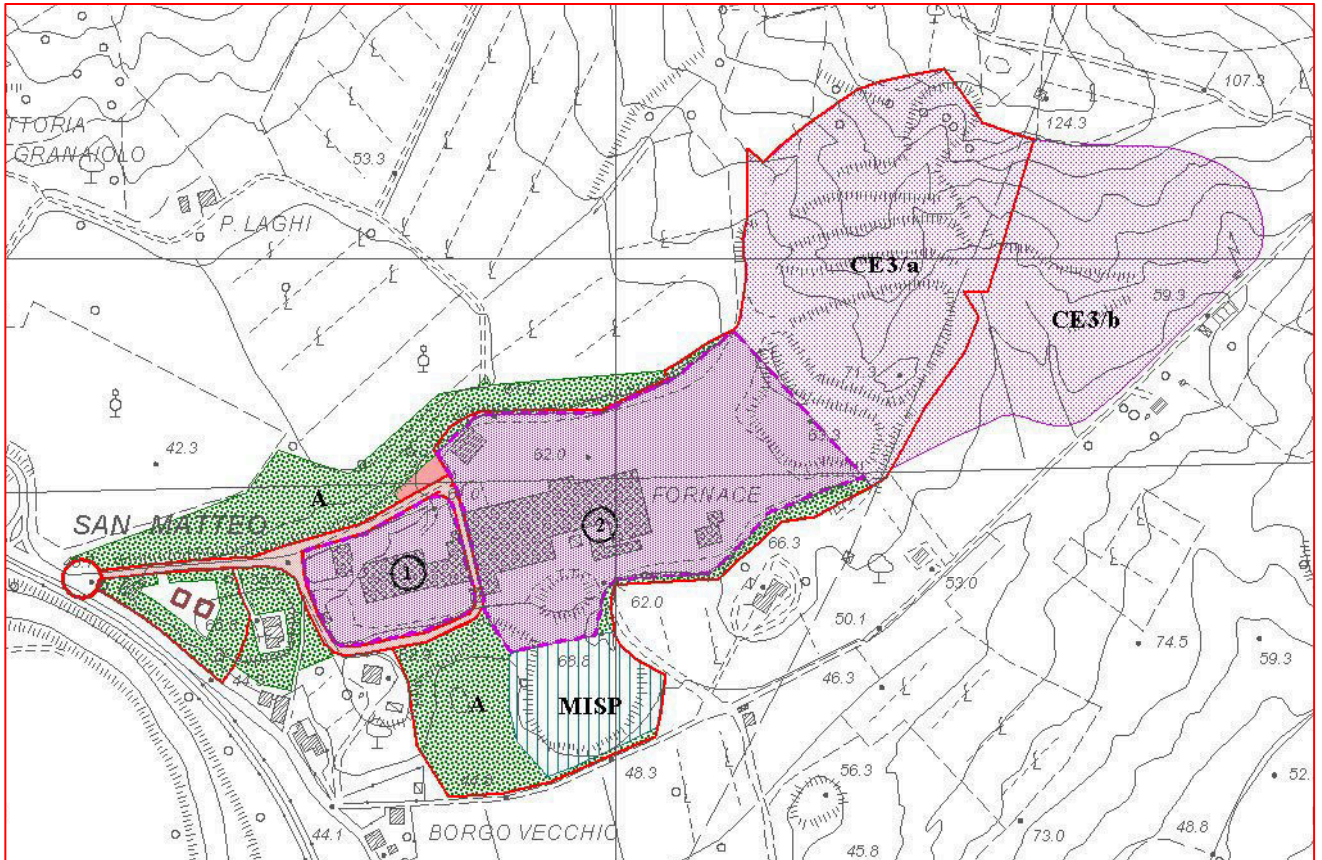 107.3
124.3
TTORIA
GRANAIOLO
53.3
P. LAGHI
CE3/a
59.3
CE3/b
71.3
42.3
62.0
FORNACE
A
SAN MATTEO
2
66.3
1
53.0
62.0
50.1
74.5
59.3
68.8
46.3
A
MISP
48.3
56.3
52.
44.1
BORGO VECCHIO
73.0
48.8
45.8